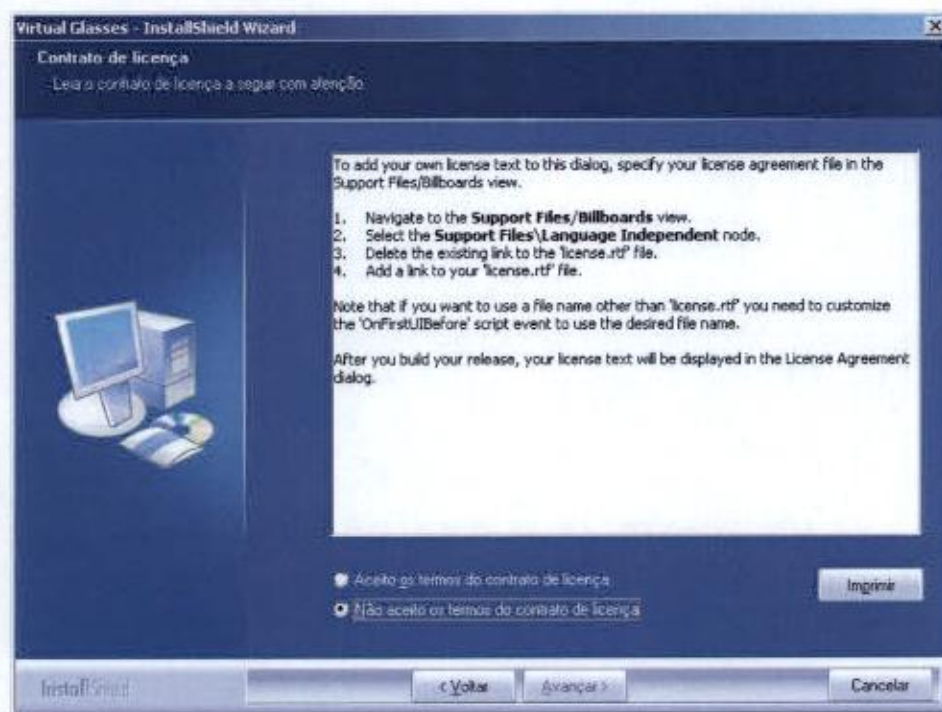 Virtual Glasses - InstallShield Wizard
Contrato de licença
Leia o contrato de licença a seguir com atenção.
To add your own license text to this dialog, specify your license agreement file in the
Support Files/Billboards view.
1. Navigate to the Support Files/Billboards view.
2. Select the Support Files\Language Independent node.
3. Delete the existing link to the 'license.rtf' file.
4. Add a link to your 'license.rtf' file.
Note that if you want to use a file name other than 'license.rtf' you need to customize
the 'OnFirstUIBefore' script event to use the desired file name.
After you build your release, your license text will be displayed in the License Agreement
dialog.
Aceito os termos do contrato de licença
Imprimir
Não aceito os termos do contrato de licença
InstallShield
< Voltar
Avançar >
Cancelar